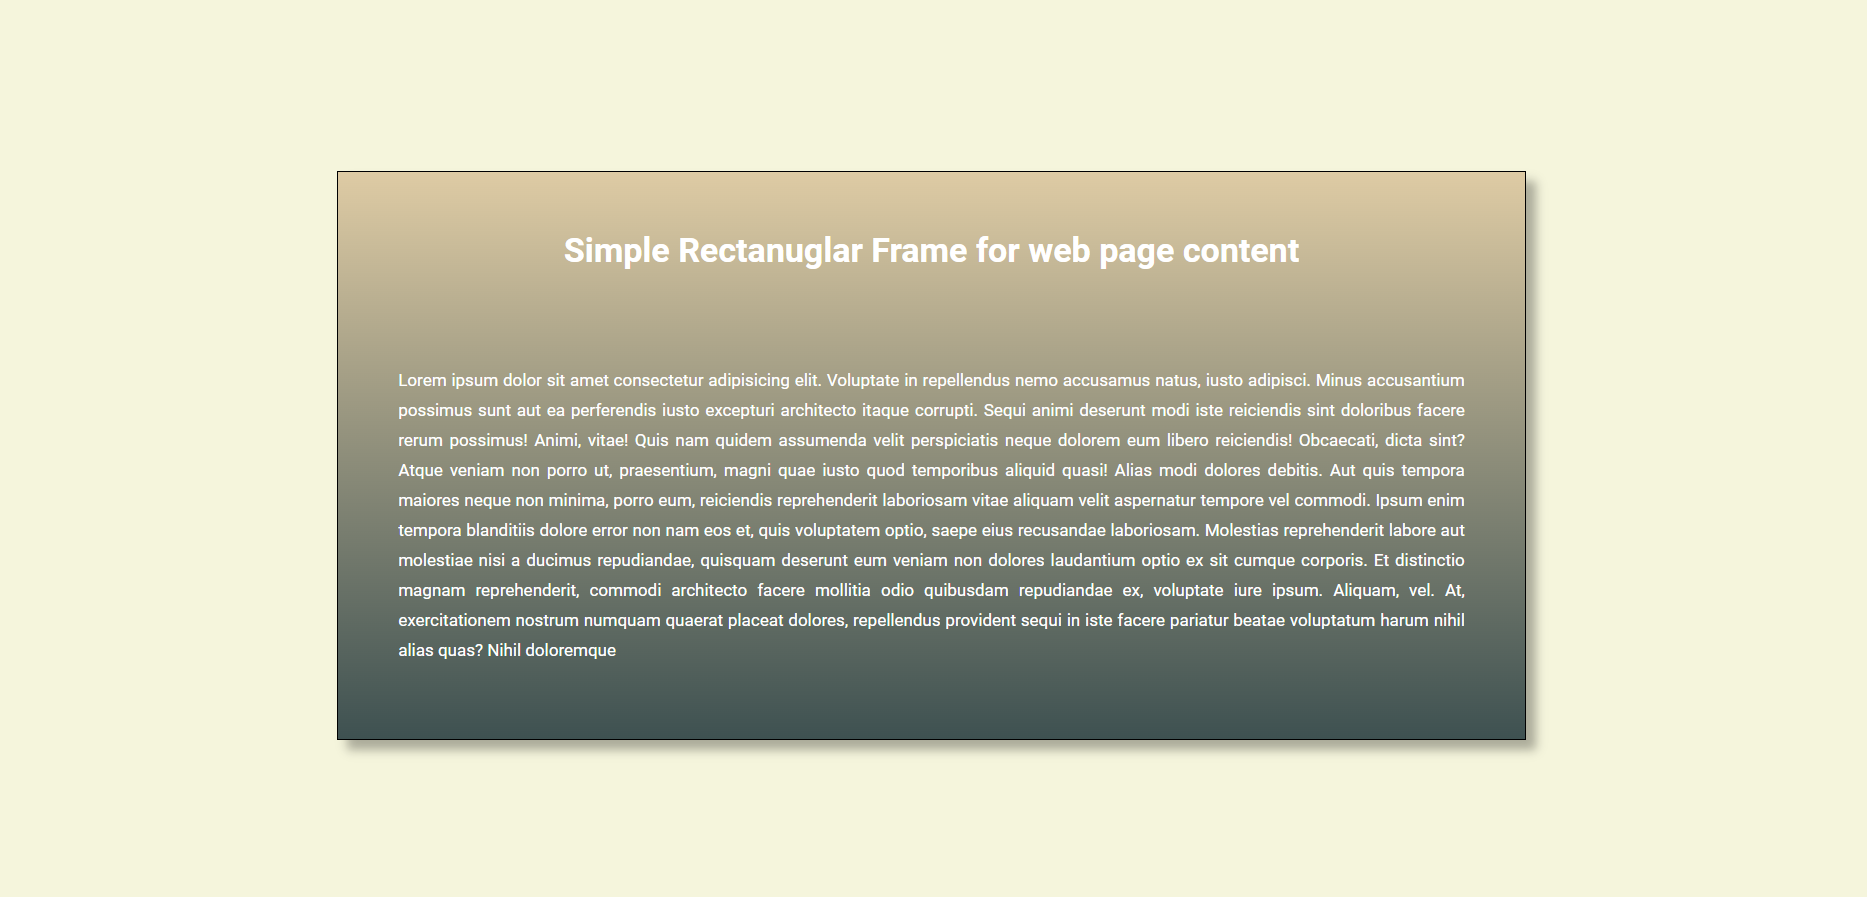 Simple Rectanuglar Frame for web page content
Lorem ipsum dolor sit amet consectetur adipisicing elit. Voluptate in repellendus nemo accusamus natus, iusto adipisci. Minus accusantium
possimus sunt aut ea perferendis iusto excepturi architecto itaque corrupti. Sequi animi deserunt modi iste reiciendis sint doloribus facere
rerum possimus! Animi, vitae! Quis nam quidem assumenda velit perspiciatis neque dolorem eum libero reiciendis! Obcaecati, dicta sint?
Atque veniam non porro ut, praesentium, magni quae iusto quod temporibus aliquid quasi! Alias modi dolores debitis. Aut quis tempora
maiores neque non minima, porro eum, reiciendis reprehenderit laboriosam vitae aliquam velit aspernatur tempore vel commodi. Ipsum enim
tempora blanditiis dolore error non nam eos et, quis voluptatem optio, saepe eius recusandae laboriosam. Molestias reprehenderit labore aut
molestiae nisi a ducimus repudiandae, quisquam deserunt eum veniam non dolores laudantium optio ex sit cumque corporis. Et distinctio
magnam reprehenderit, commodi architecto facere mollitia odio quibusdam repudiandae ex, voluptate iure ipsum. Aliquam, vel. At,
exercitationem nostrum numquam quaerat placeat dolores, repellendus provident sequi in iste facere pariatur beatae voluptatum harum nihil
alias quas? Nihil doloremque